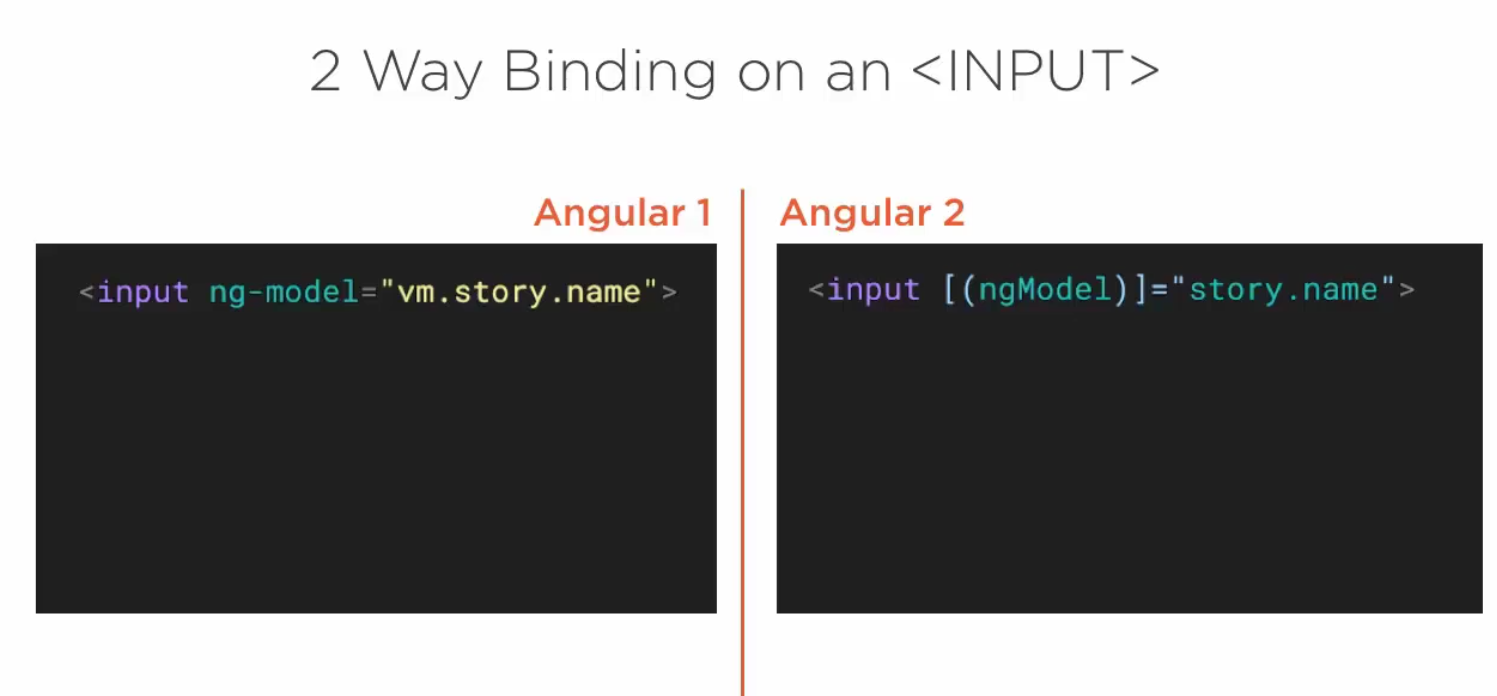 2 Way Binding on an <INPUT>
Angular 1
<input ng-model="vm.story.name">
Angular 2
<input [(ngModel)]="story.name">